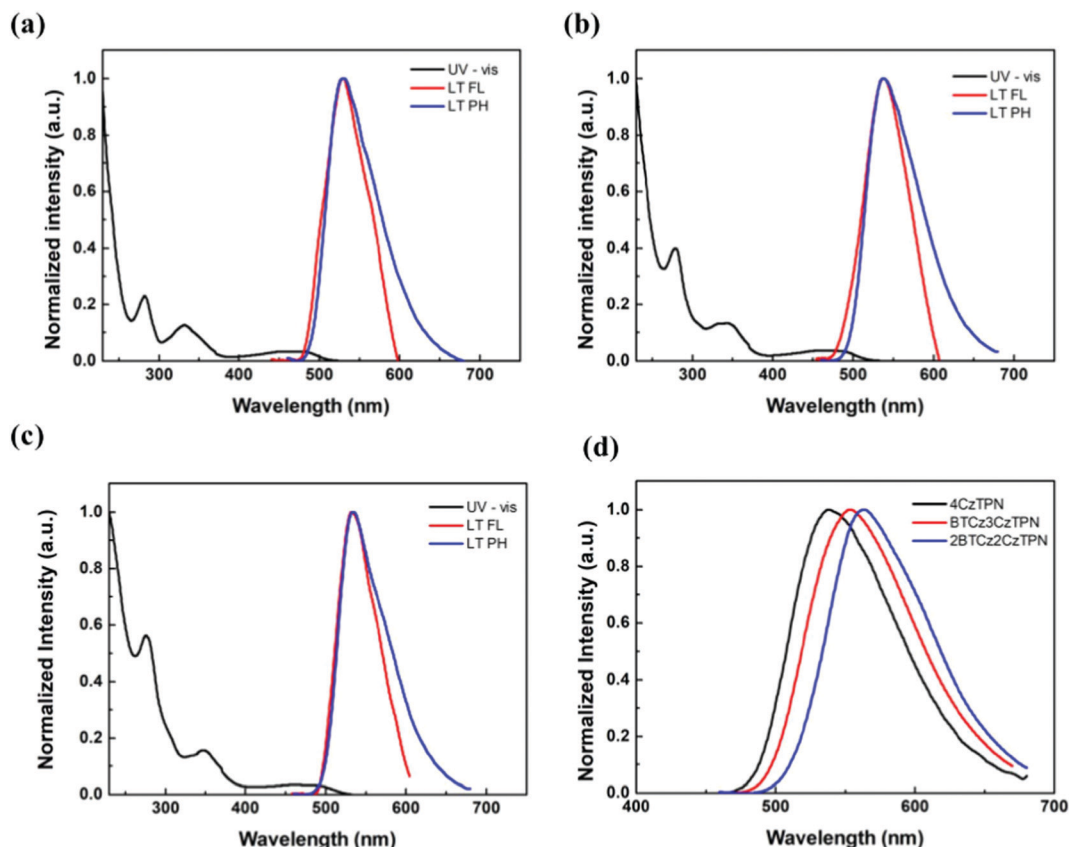 (a)
UV - vis
LT FL
LT PH
1.0
0.8
0.6
0.4
0.2
0.0
Normalized intensity (a.u.)
300 400 500 600 700
Wavelength (nm)
(b)
UV - vis
LT FL
LT PH
1.0
0.8
0.6
0.4
0.2
0.0
Normalized intensity (a.u.)
300 400 500 600 700
Wavelength (nm)
(c)
UV - vis
LT FL
LT PH
1.0
0.8
0.6
0.4
0.2
0.0
Normalized Intensity (a.u.)
300 400 500 600 700
Wavelength (nm)
(d)
4CzTPN
BTCz3CzTPN
2BTCz2CzTPN
1.0
0.8
0.6
0.4
0.2
0.0
Normalized Intensity (a.u.)
400 500 600 700
Wavelength (nm)